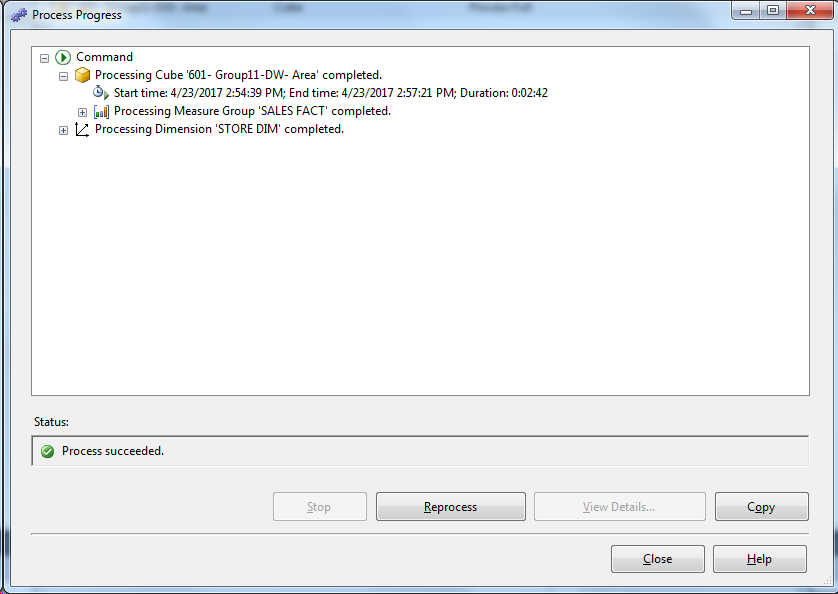 Process Progress
Command
Processing Cube '601- Group11-DW- Area' completed.
Start time: 4/23/2017 2:54:39 PM; End time: 4/23/2017 2:57:21 PM; Duration: 0:02:42
Processing Measure Group 'SALES FACT' completed.
Processing Dimension 'STORE DIM' completed.
Status:
Process succeeded.
Stop Reprocess View Details... Copy
Close Help